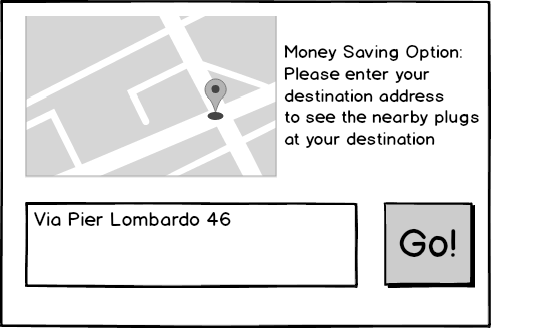 Money Saving Option:
Please enter your
destination address
to see the nearby plugs
at your destination
Via Pier Lombardo 46
Go!